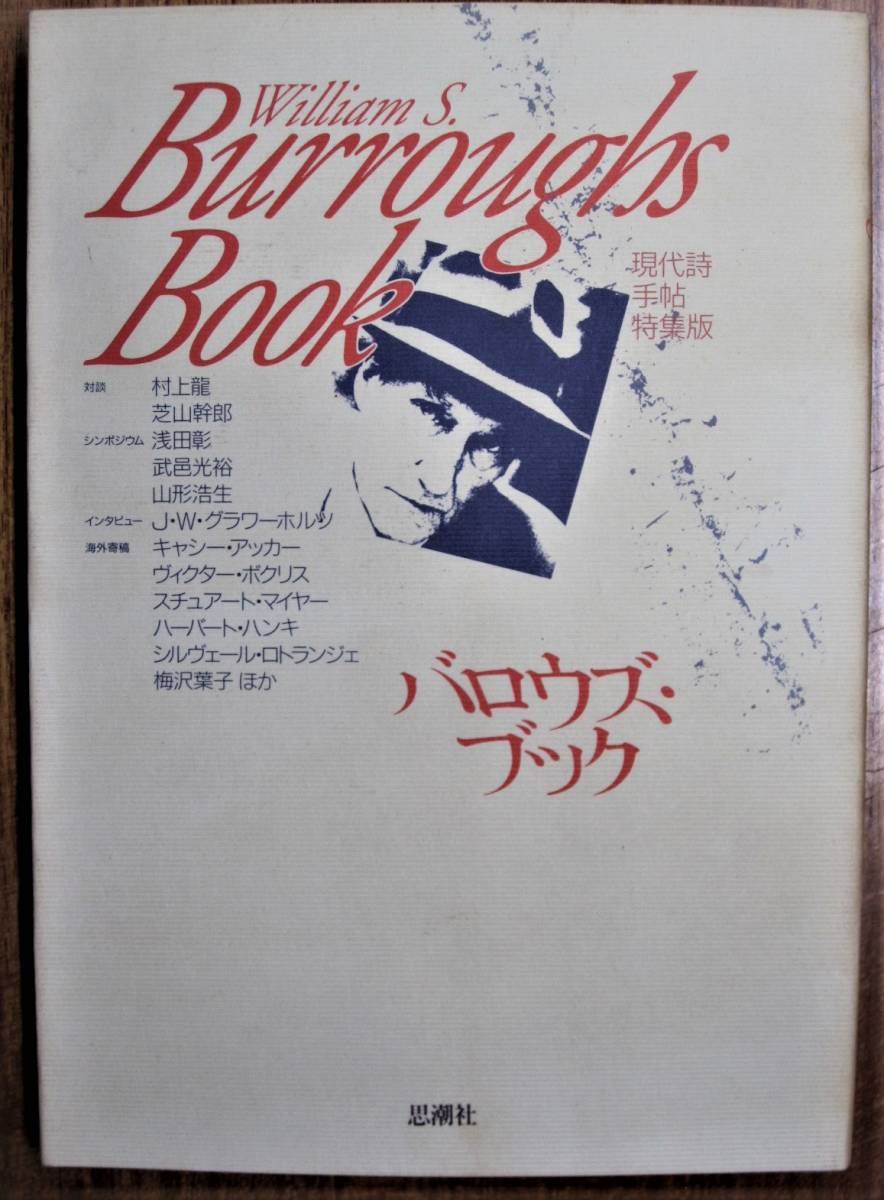 William S.
Burroughs
Book
現代詩
手帖
特集版
対談 村上龍
芝山幹郎
シンポジウム 浅田彰
武邑光裕
山形浩生
インタビュー J・W・グラワーホルツ
海外寄稿 キャシー・アッカー
ヴィクター・ボクリス
スチュアート・マイヤー
ハーバート・ハンキ
シルヴェール・ロトランジェ
梅沢葉子 ほか
バロウズ・
ブック
思潮社